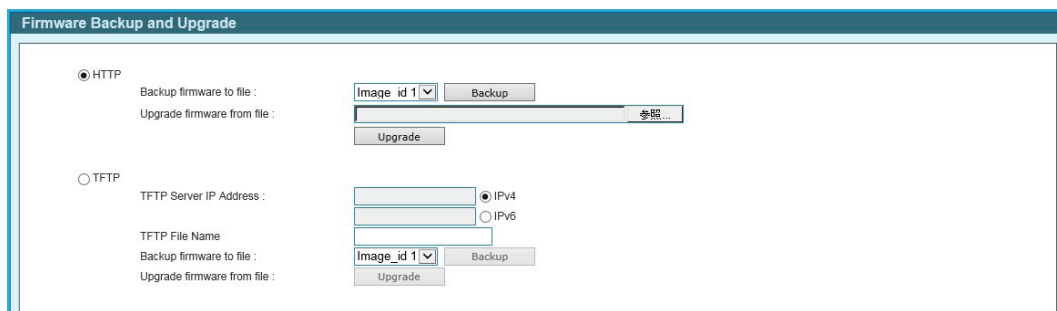 Firmware Backup and Upgrade
HTTP
Backup firmware to file : Image_id 1 Backup
Upgrade firmware from file : 参照...
Upgrade
TFTP
TFTP Server IP Address : IPv4
IPv6
TFTP File Name
Backup firmware to file : Image_id 1 Backup
Upgrade firmware from file : Upgrade